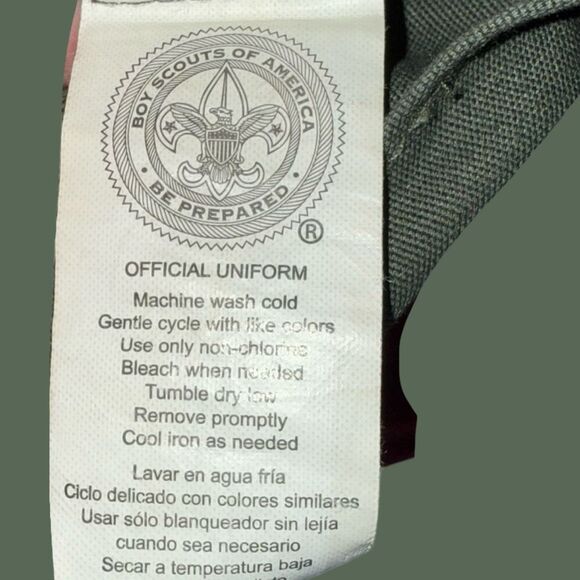 BOY SCOUTS OF AMERICA
BE PREPARED
®
OFFICIAL UNIFORM
Machine wash cold
Gentle cycle with like colors
Use only non-chlorine
Bleach when needed
Tumble dry low
Remove promptly
Cool iron as needed
Lavar en agua fría
Ciclo delicado con colores similares
Usar sólo blanqueador sin lejía
cuando sea necesario
Secar a temperatura baja